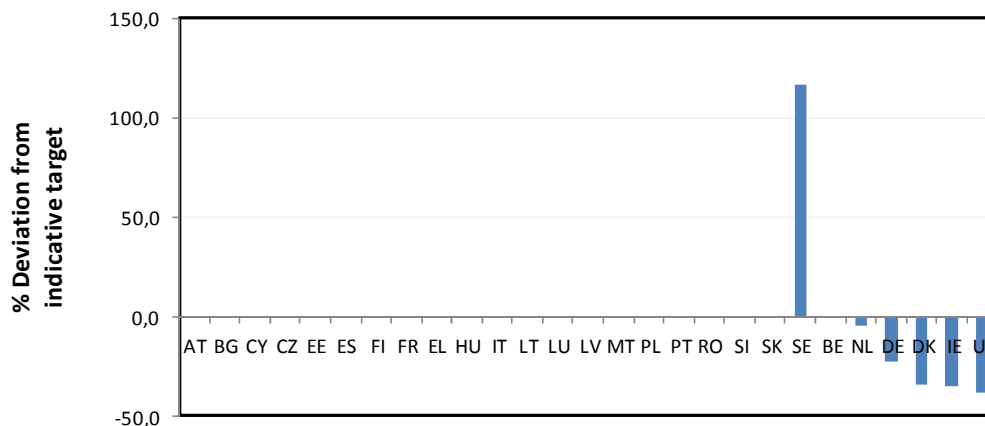 150,0
100,0
50,0
0,0
-50,0
% Deviation from
indicative target
AT BG CY CZ EE ES FI FR EL HU IT LT LU LV MT PL PT RO SI SK SE BE NL DE DK IE